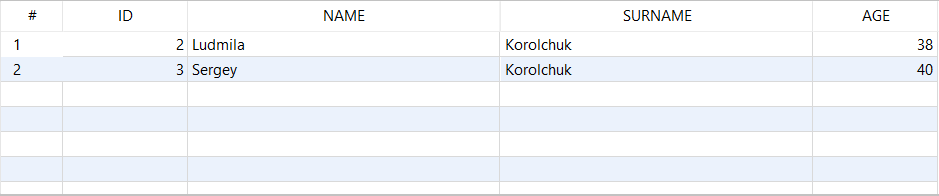 # ID NAME SURNAME AGE
1 2 Ludmila Korolchuk 38
2 3 Sergey Korolchuk 40